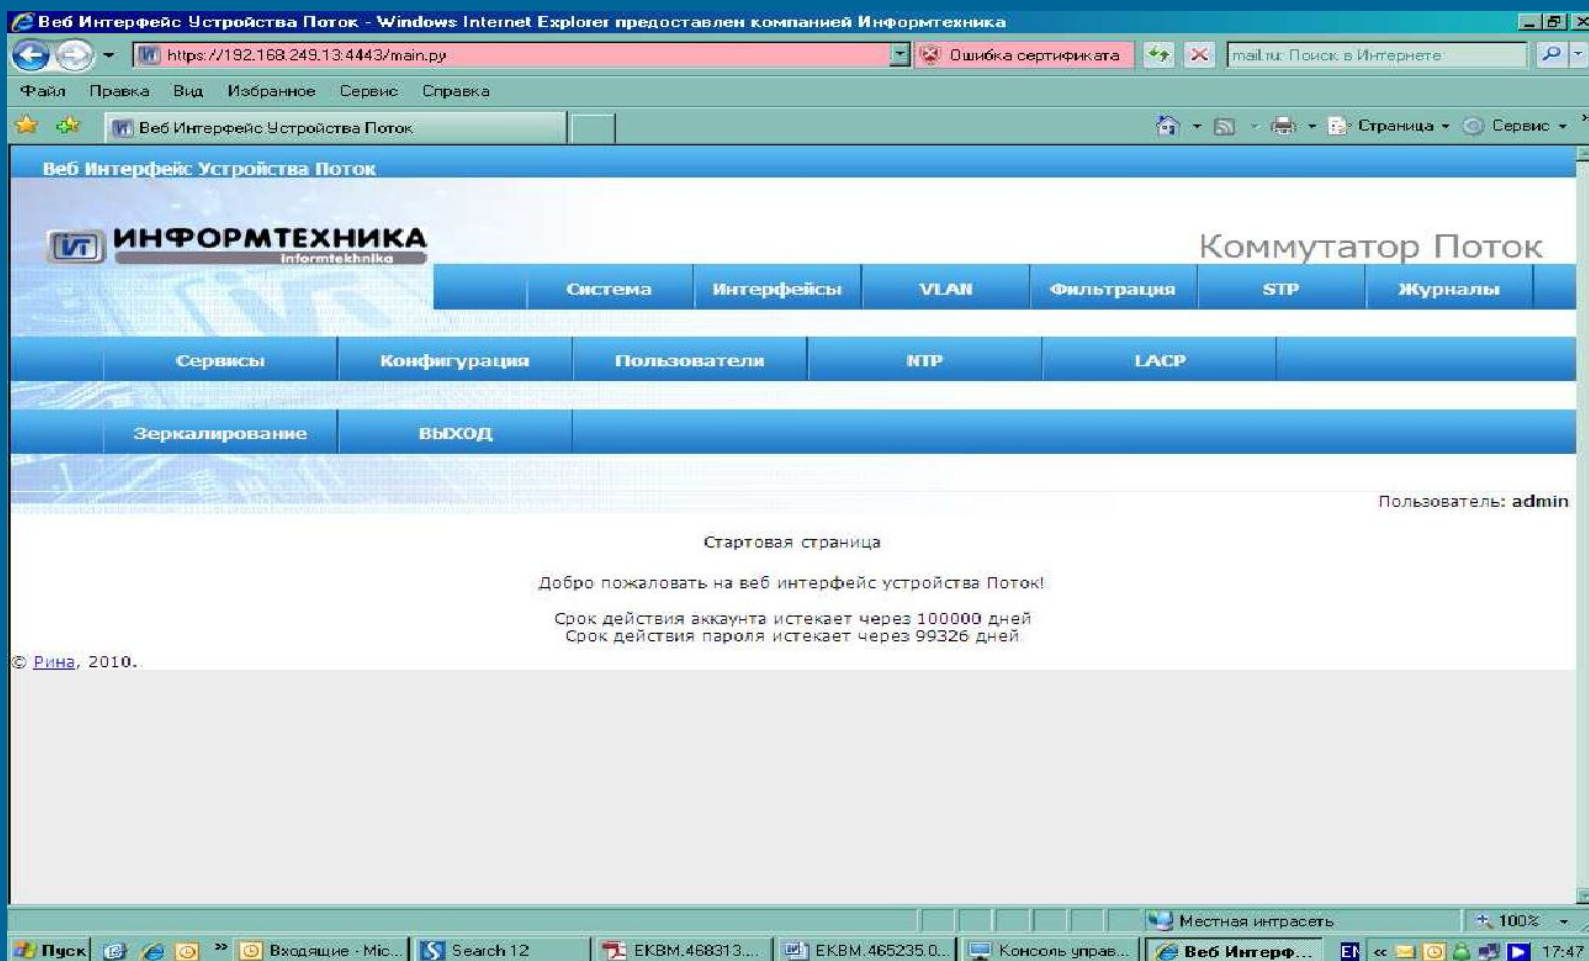 Веб Интерфейс Устройства Поток - Windows Internet Explorer предоставлен компанией Информтехника
https://192.168.249.13:4443/main.py Ошибка сертификата mail.ru: Поиск в Интернете
Файл Правка Вид Избранное Сервис Справка
Веб Интерфейс Устройства Поток Страница Сервис »
Веб Интерфейс Устройства Поток
ИТ ИНФОРМТЕХНИКА
informtekhnika
Коммутатор Поток
Система Интерфейсы VLAN Фильтрация STP Журналы
Сервисы Конфигурация Пользователи NTP LACP
Зеркалирование ВЫХОД
Пользователь: admin
Стартовая страница
Добро пожаловать на веб интерфейс устройства Поток!
Срок действия аккаунта истекает через 100000 дней
Срок действия пароля истекает через 99326 дней
© Рина, 2010.
Местная интрасеть 100%
Пуск » Входящие - Mic... Search 12 EKBM.468313.... EKBM.465235.0... Консоль управ... Веб Интерф... EN « 17:47